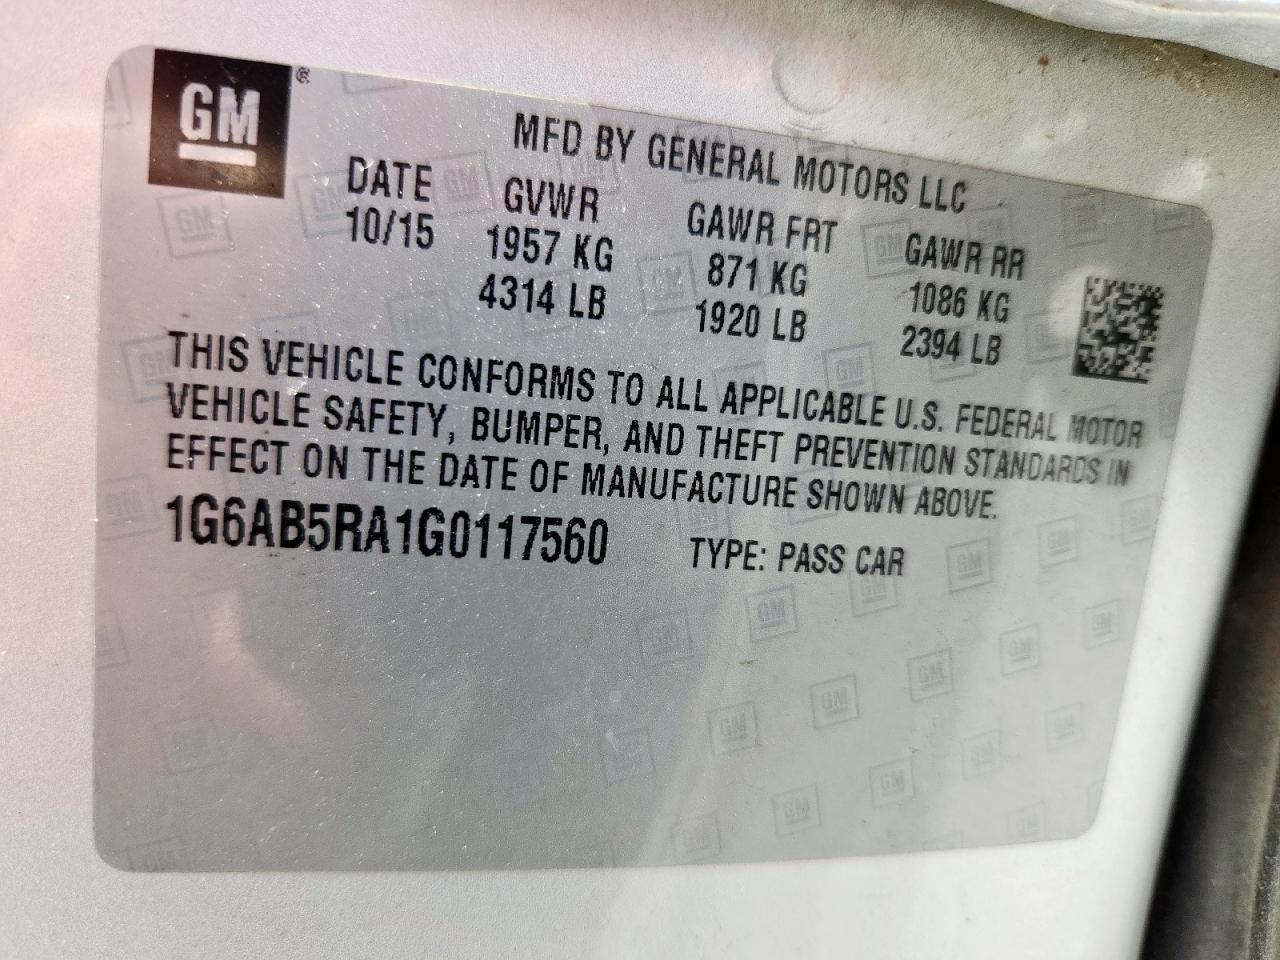 GM ®
MFD BY GENERAL MOTORS LLC
DATE GVWR GAWR FRT GAWR RR
10/15 1957 KG 871 KG 1086 KG
4314 LB 1920 LB 2394 LB
THIS VEHICLE CONFORMS TO ALL APPLICABLE U.S. FEDERAL MOTOR
VEHICLE SAFETY, BUMPER, AND THEFT PREVENTION STANDARDS IN
EFFECT ON THE DATE OF MANUFACTURE SHOWN ABOVE.
1G6AB5RA1G0117560 TYPE: PASS CAR